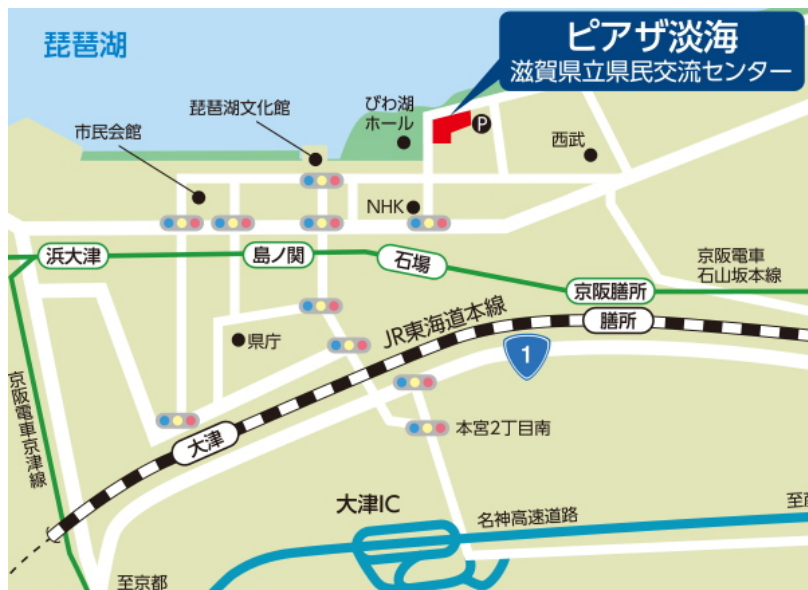 琵琶湖
ピアザ淡海
滋賀県立県民交流センター
琵琶湖文化館
びわ湖
ホール
P
市民会館
西武
NHK
浜大津
島ノ関
石場
京阪電車
石山坂本線
京阪膳所
膳所
JR東海道本線
県庁
1
京阪電車京津線
大津
本宮2丁目南
大津IC
名神高速道路
至京都